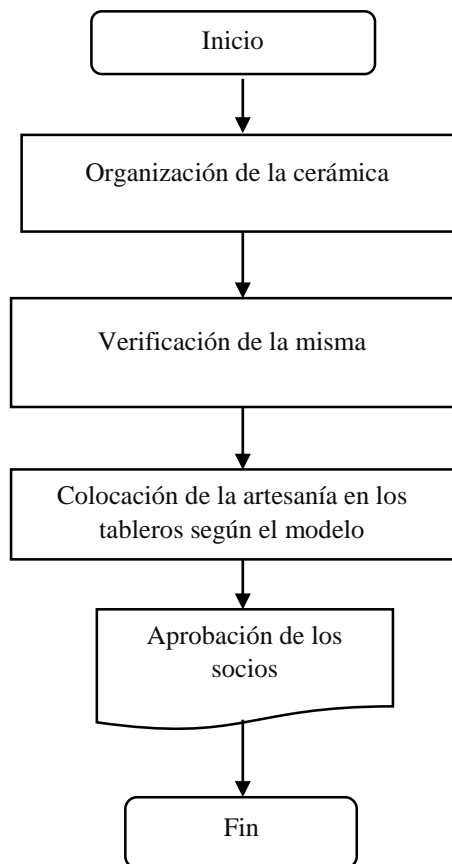 Inicio
Organización de la cerámica
Verificación de la misma
Colocación de la artesanía en los
tableros según el modelo
Aprobación de los
socios
Fin